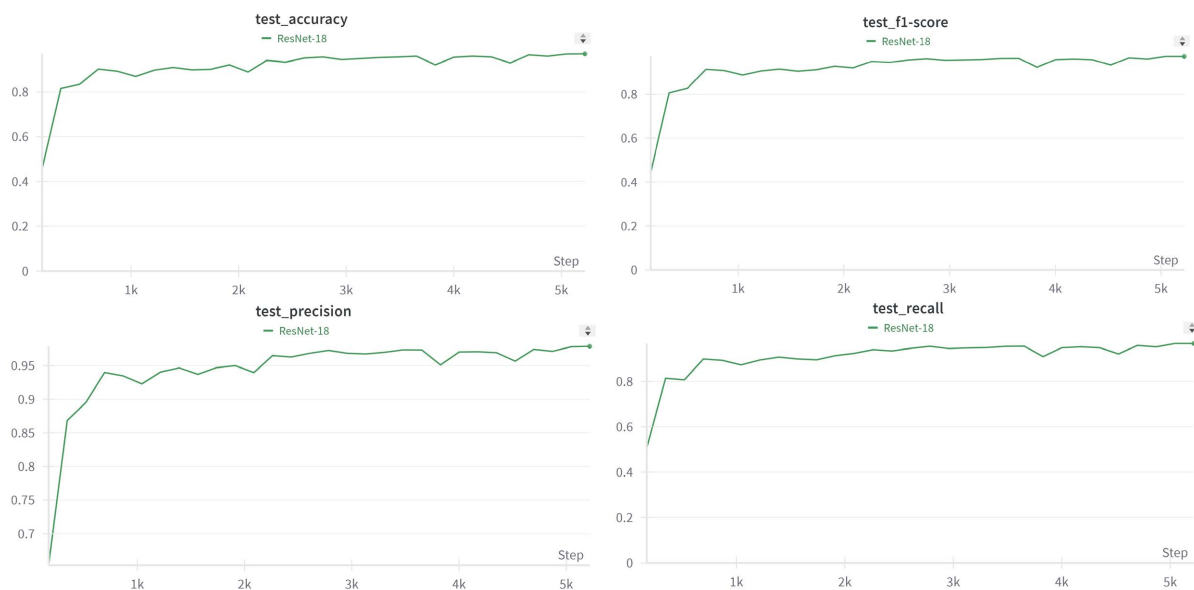 test_accuracy
ResNet-18
0.8
0.6
0.4
0.2
0
Step
1k
2k
3k
4k
5k
test_f1-score
ResNet-18
0.8
0.6
0.4
0.2
0
Step
1k
2k
3k
4k
5k
test_precision
ResNet-18
0.95
0.9
0.85
0.8
0.75
0.7
Step
1k
2k
3k
4k
5k
test_recall
ResNet-18
0.8
0.6
0.4
0.2
0
Step
1k
2k
3k
4k
5k